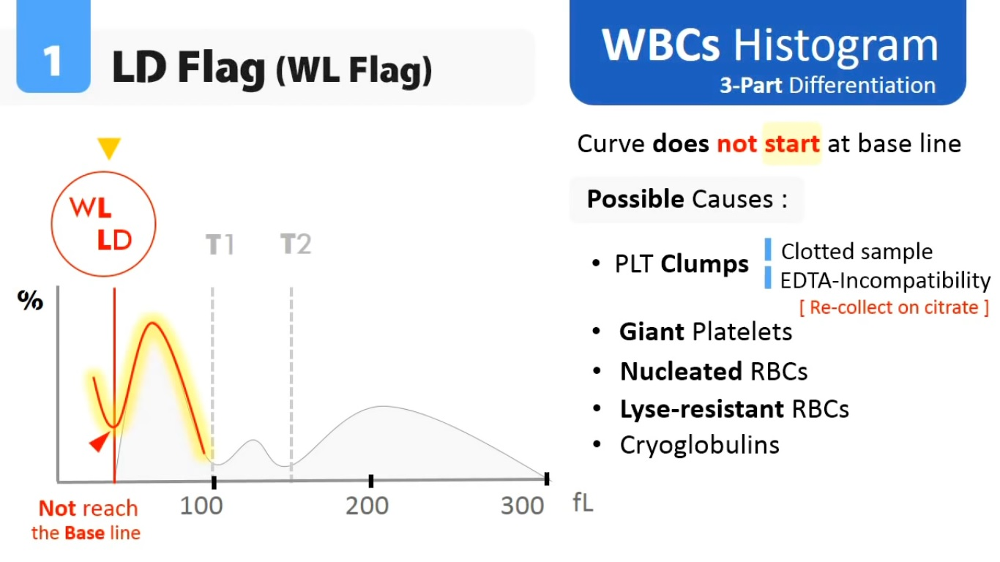 1
LD Flag (WL Flag)
WBCs Histogram
3-Part Differentiation
Curve does not start at base line
Possible Causes :
• PLT Clumps
Clotted sample
EDTA-Incompatibility
[ Re-collect on citrate ]
• Giant Platelets
• Nucleated RBCs
• Lyse-resistant RBCs
• Cryoglobulins
WL
LD
T1 T2
%
100 200 300 fL
Not reach
the Base line